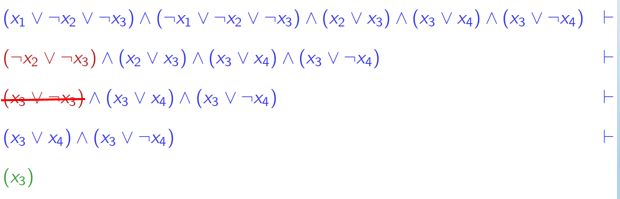 (x₁ ∨ ¬x₂ ∨ ¬x₃) ∧ (¬x₁ ∨ ¬x₂ ∨ ¬x₃) ∧ (x₂ ∨ x₃) ∧ (x₃ ∨ x₄) ∧ (x₃ ∨ ¬x₄) ⊢
(¬x₂ ∨ ¬x₃) ∧ (x₂ ∨ x₃) ∧ (x₃ ∨ x₄) ∧ (x₃ ∨ ¬x₄) ⊢
(x₃ ∨ ¬x₃) ∧ (x₃ ∨ x₄) ∧ (x₃ ∨ ¬x₄) ⊢
(x₃ ∨ x₄) ∧ (x₃ ∨ ¬x₄) ⊢
(x₃)